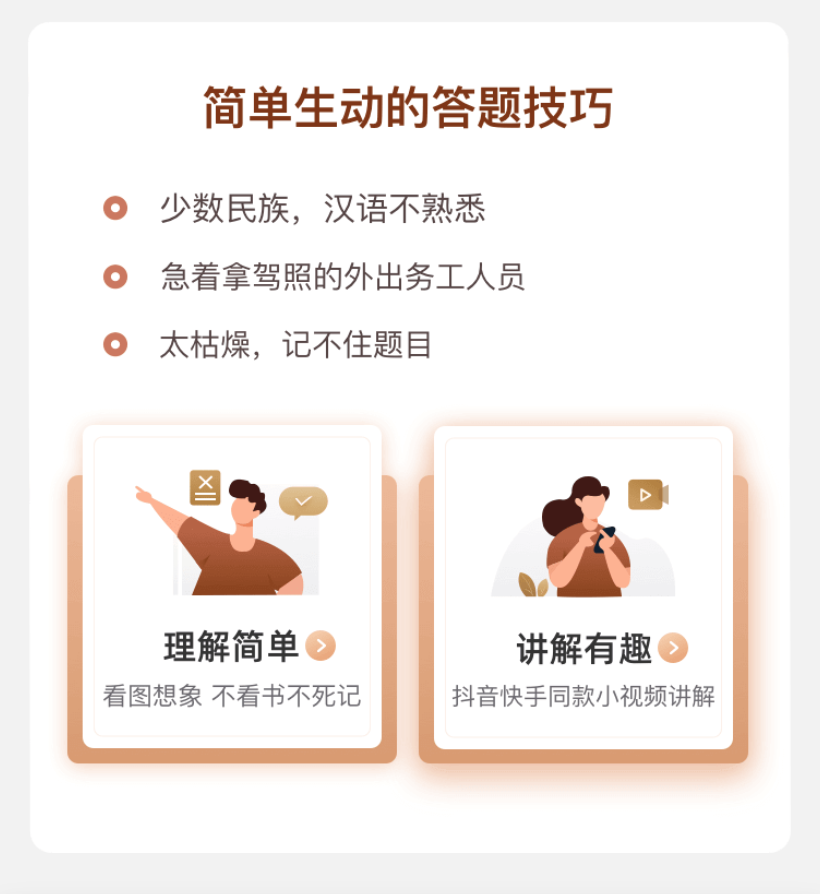 简单生动的答题技巧
少数民族，汉语不熟悉
急着拿驾照的外出务工人员
太枯燥，记不住题目
理解简单
看图想象 不看书不死记
讲解有趣
抖音快手同款小视频讲解